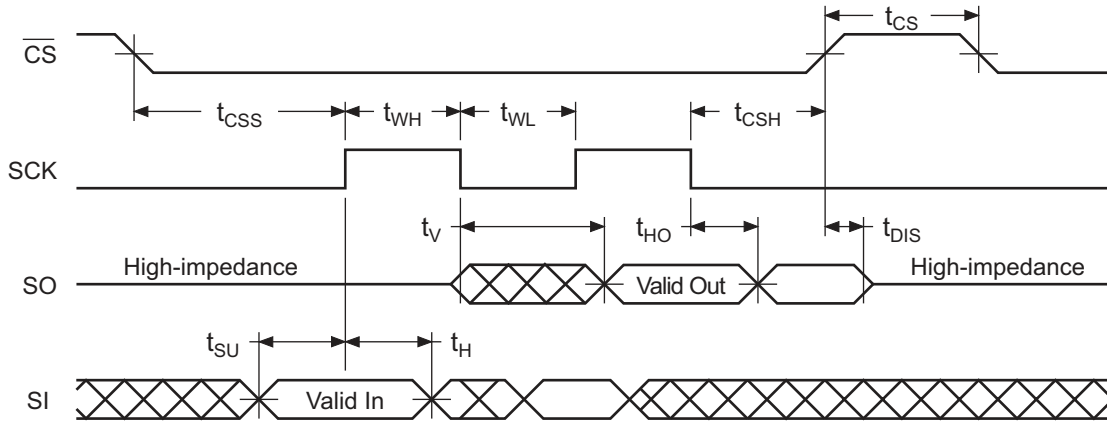 t_CS
C̅S̅
t_CSS t_WH t_WL t_CSH
SCK
t_V t_HO t_DIS
SO High-impedance Valid Out High-impedance
t_SU t_H
SI Valid In